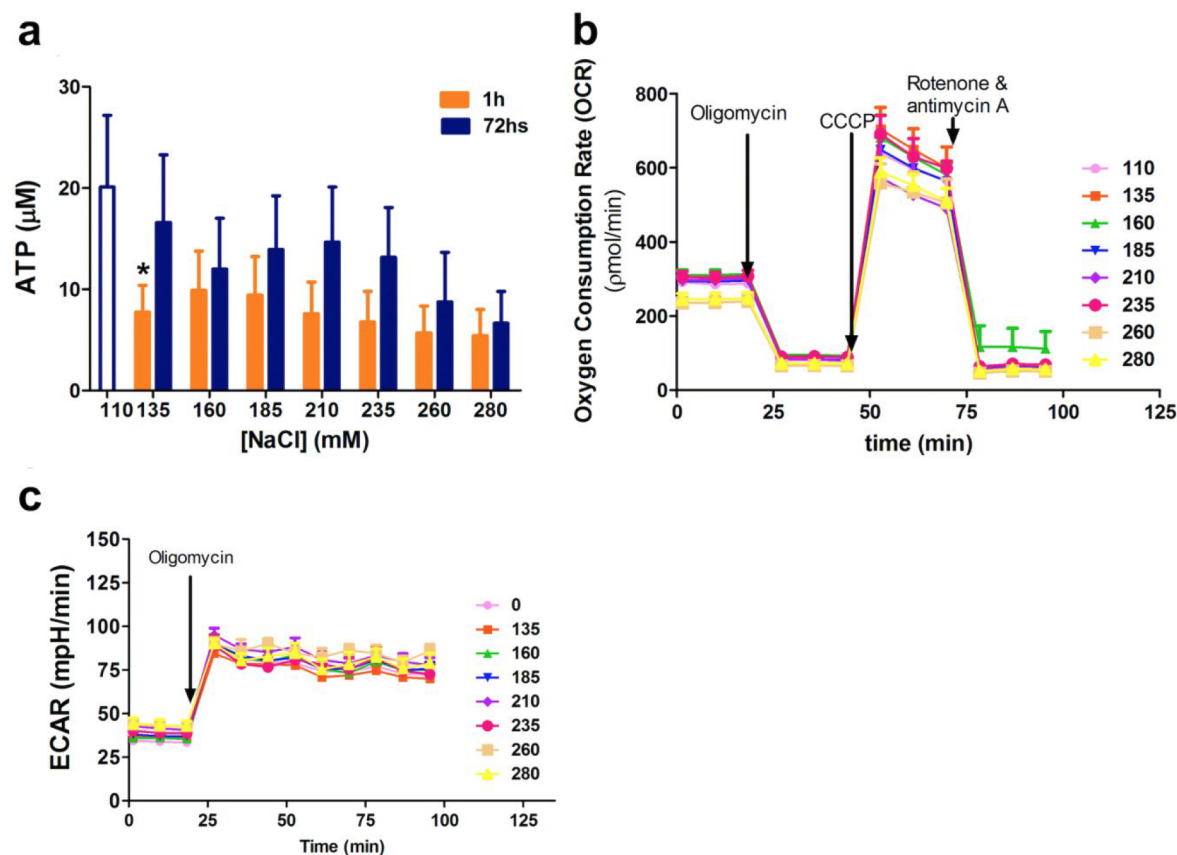 a
30
20
10
0
ATP (µM)
1h
72hs
*
110 135 160 185 210 235 260 280
[NaCl] (mM)
b
800
600
400
200
0
Oxygen Consumption Rate (OCR)
(ρmol/min)
Oligomycin
CCCP
Rotenone &
antimycin A
110
135
160
185
210
235
260
280
0 25 50 75 100 125
time (min)
c
150
125
100
75
50
25
0
ECAR (mpH/min)
Oligomycin
0
135
160
185
210
235
260
280
0 25 50 75 100 125
Time (min)